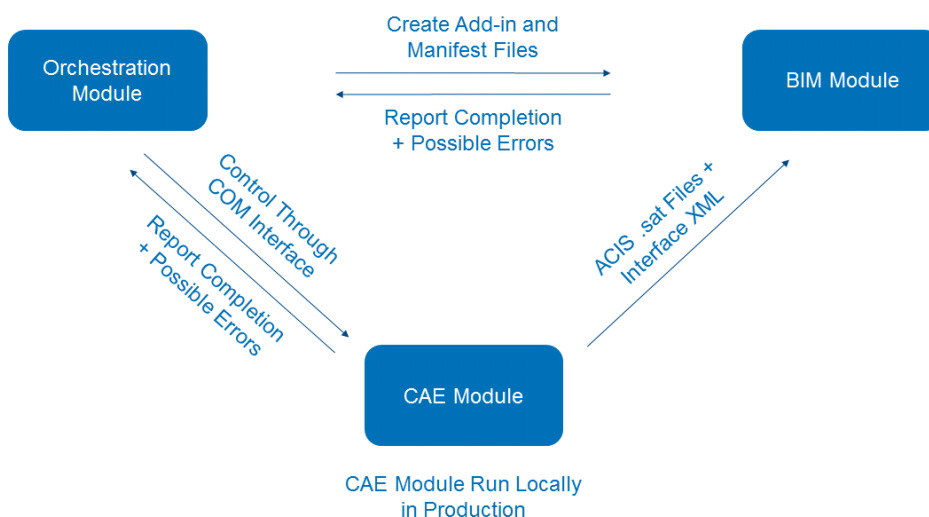 Create Add-in and
Manifest Files
Orchestration
Module
BIM Module
Report Completion
+ Possible Errors
Control Through
COM Interface
Report Completion
+ Possible Errors
ACIS .sat Files +
Interface XML
CAE Module
CAE Module Run Locally
in Production